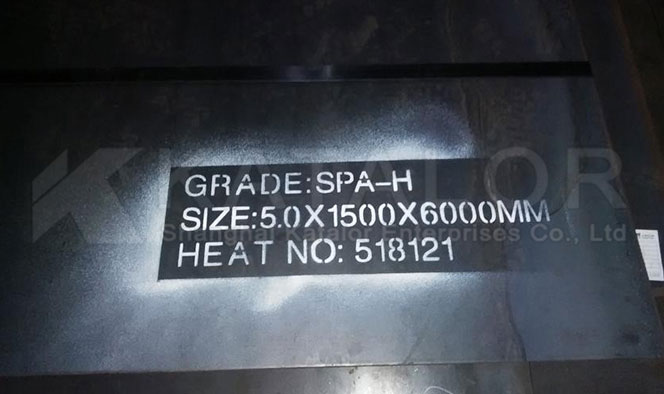 KATALOR
GRADE:SPA-H
SIZE:5.0X1500X6000MM
Shanghai Katalor Enterprises Co., Ltd
HEAT NO: 518121